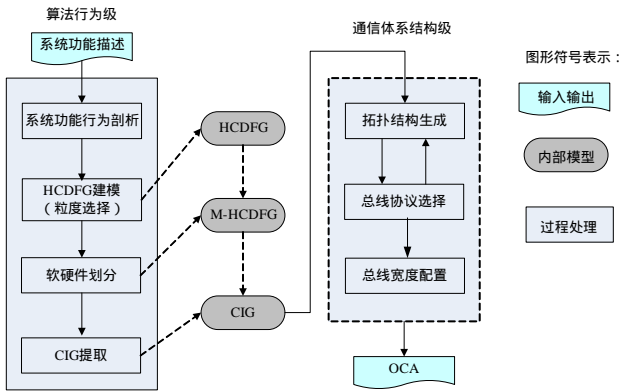 算法行为级
系统功能描述
系统功能行为剖析
HCDFG建模
（粒度选择）
软硬件划分
CIG提取
HCDFG
M-HCDFG
CIG
通信体系结构级
拓扑结构生成
总线协议选择
总线宽度配置
OCA
图形符号表示：
输入输出
内部模型
过程处理